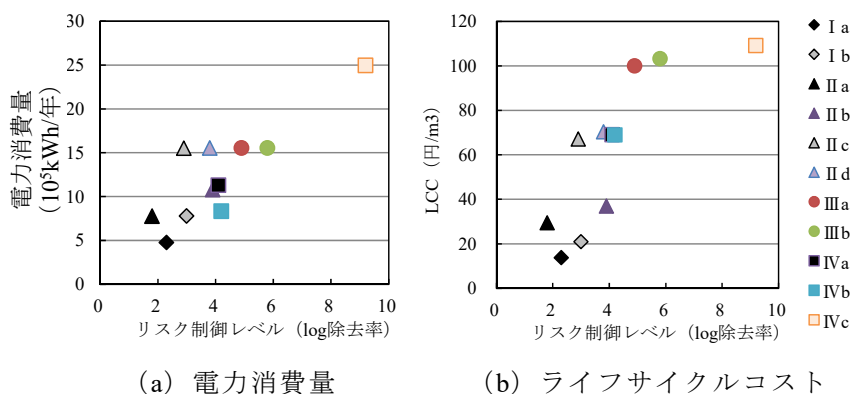 電力消費量
(10⁵kWh/年)
30
25
20
15
10
5
0
0 2 4 6 8 10
リスク制御レベル（log除去率）
(a) 電力消費量
LCC（円/m3）
120
100
80
60
40
20
0
0 2 4 6 8 10
リスク制御レベル（log除去率）
(b) ライフサイクルコスト
Ⅰa
Ⅰb
Ⅱa
Ⅱb
Ⅱc
Ⅱd
Ⅲa
Ⅲb
Ⅳa
Ⅳb
Ⅳc